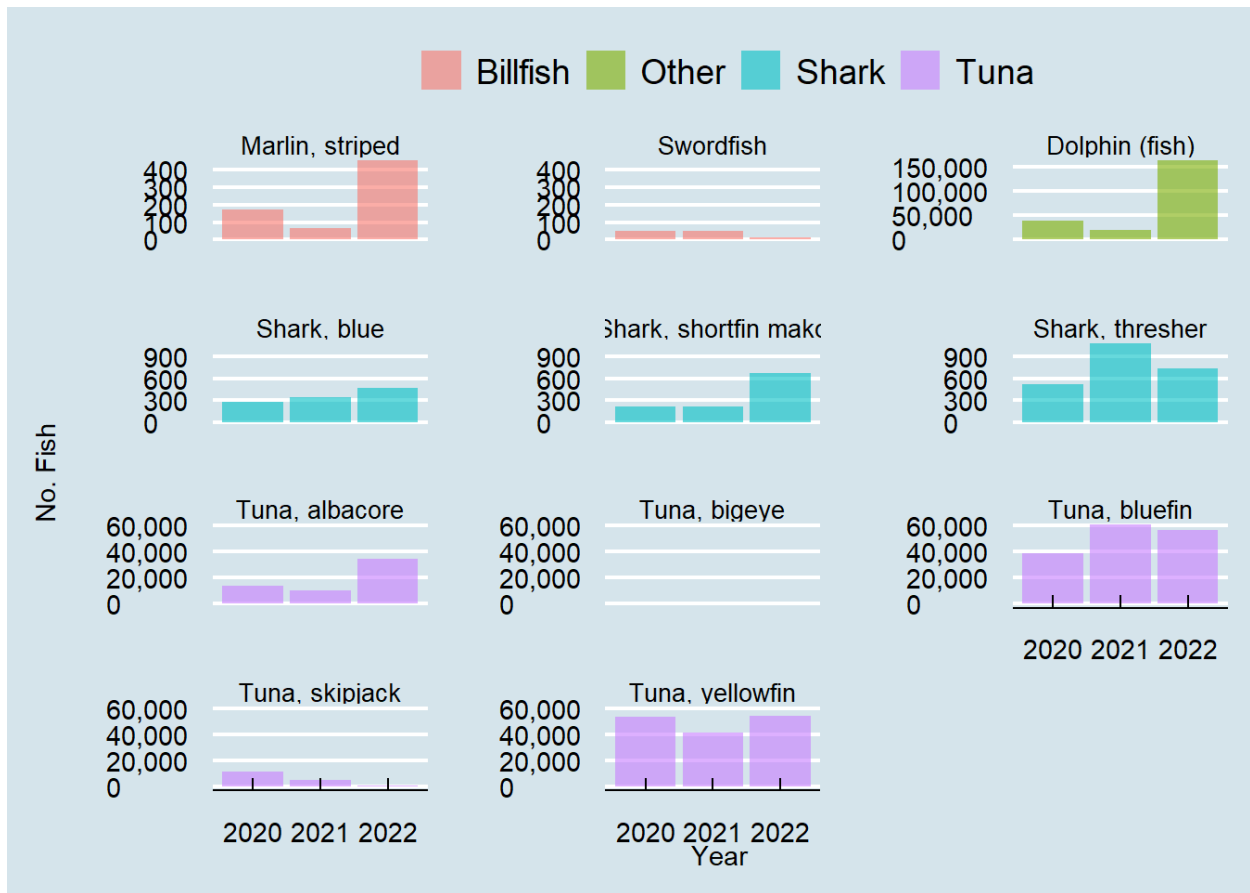 Billfish Other Shark Tuna
Marlin, striped Swordfish Dolphin (fish)
400 400 150,000
300 300 100,000
200 200 50,000
100 100 0
0 0
Shark, blue Shark, shortfin mako Shark, thresher
900 900 900
600 600 600
300 300 300
0 0 0
No. Fish
Tuna, albacore Tuna, bigeye Tuna, bluefin
60,000 60,000 60,000
40,000 40,000 40,000
20,000 20,000 20,000
0 0 0
2020 2021 2022
Tuna, skipjack Tuna, yellowfin
60,000 60,000
40,000 40,000
20,000 20,000
0 0
2020 2021 2022 2020 2021 2022
Year